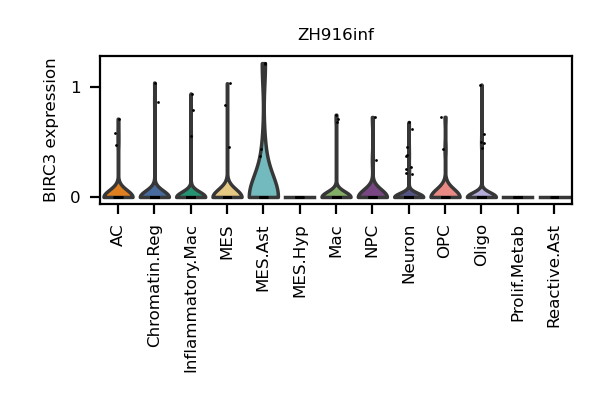 ZH916inf
BIRC3 expression
1
0
AC
Chromatin.Reg
Inflammatory.Mac
MES
MES.Ast
MES.Hyp
Mac
NPC
Neuron
OPC
Oligo
Prolif.Metab
Reactive.Ast